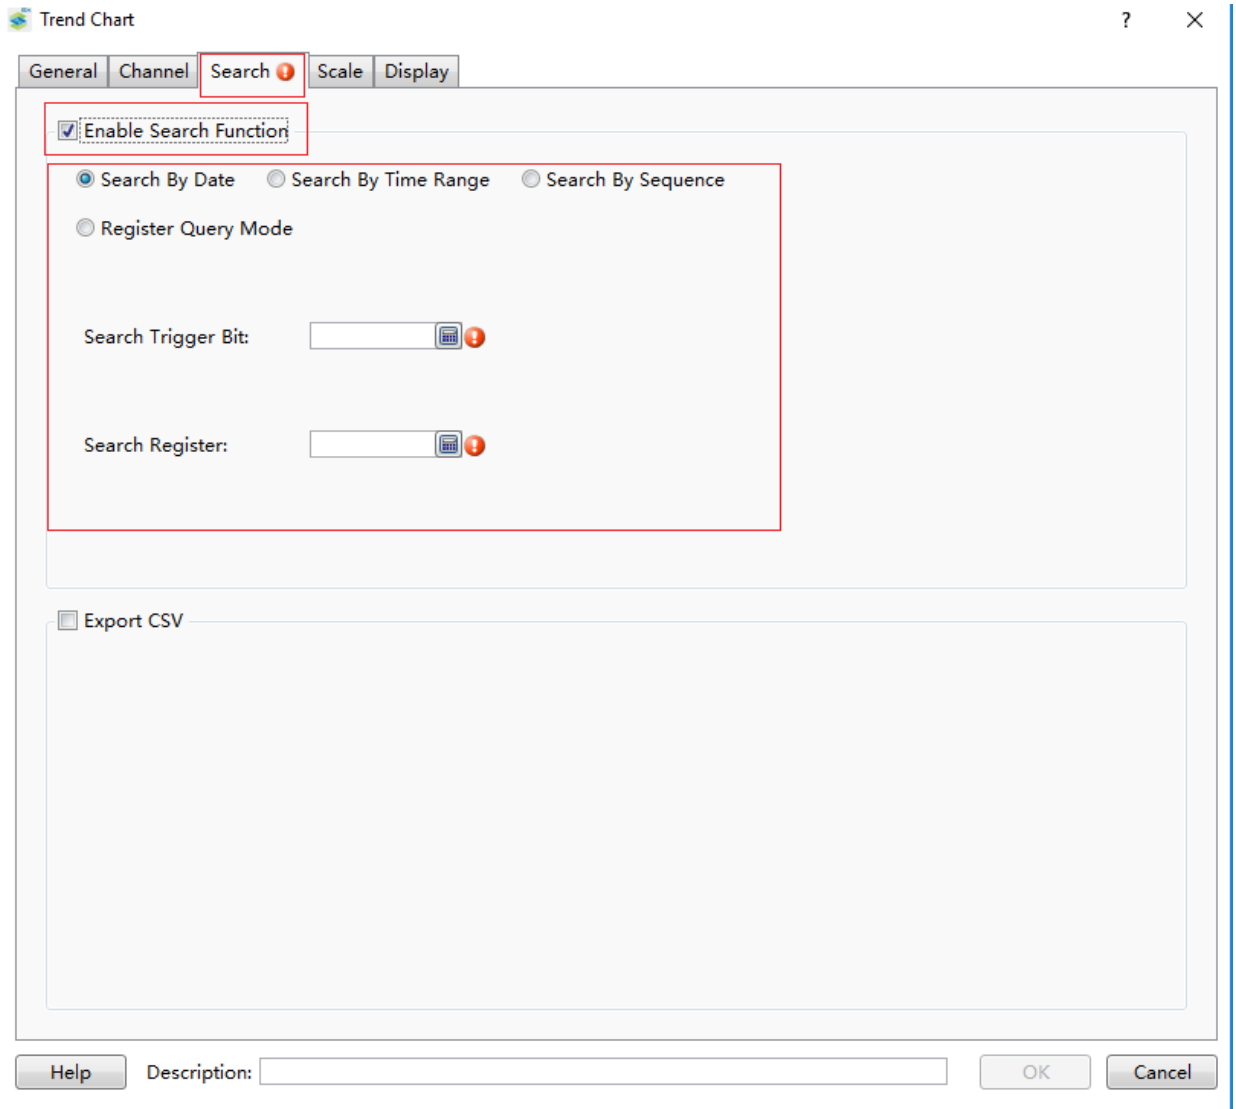 Trend Chart
General Channel Search Scale Display
Enable Search Function
Search By Date Search By Time Range Search By Sequence
Register Query Mode
Search Trigger Bit:
Search Register:
Export CSV
Help Description: OK Cancel